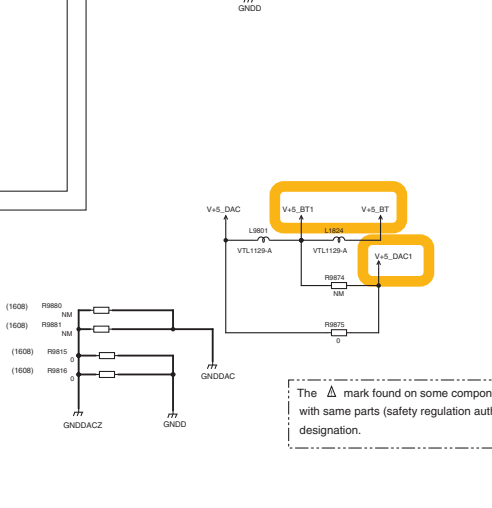 GNDD
V+5_DAC
V+5_BT1
V+5_BT
L9801
L1824
VTL1129-A
VTL1129-A
V+5_DAC1
R9874
NM
R9875
0
(1608) R9880
NM
(1608) R9881
NM
(1608) R9815
0
(1608) R9816
0
GNDDAC
GNDDACZ
GNDD
The ⚠ mark found on some compon
with same parts (safety regulation aut
designation.